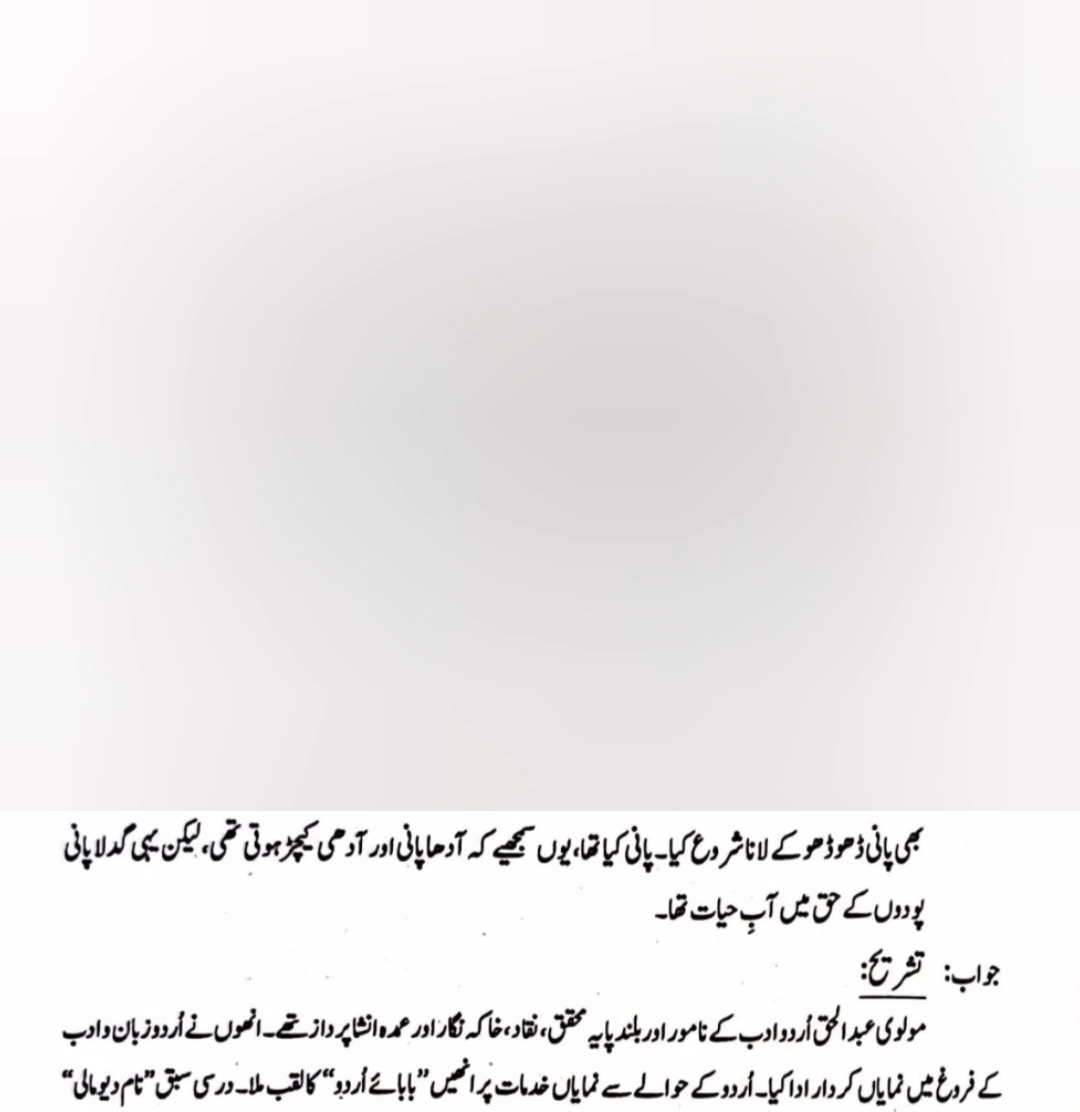 بھی پانی ڈھو ڈھو کے لانا شروع کیا۔ پانی کیا تھا، یوں سمجھیے کہ آدھا پانی اور آدھی کیچڑ ہوتی تھی، لیکن یہی گدلا پانی
پودوں کے حق میں آبِ حیات تھا۔
جواب: تشریح:
مولوی عبدالحق اُردو ادب کے نامور اور بلند پایہ محقق، نقاد، خاکہ نگار اور عمدہ انشا پرداز تھے۔ انھوں نے اُردو زبان و ادب
کے فروغ میں نمایاں کردار ادا کیا۔ اُردو کے حوالے سے نمایاں خدمات پر انھیں ”بابائے اُردو“ کا لقب ملا۔ درسی سبق ”نام دیو مالی“